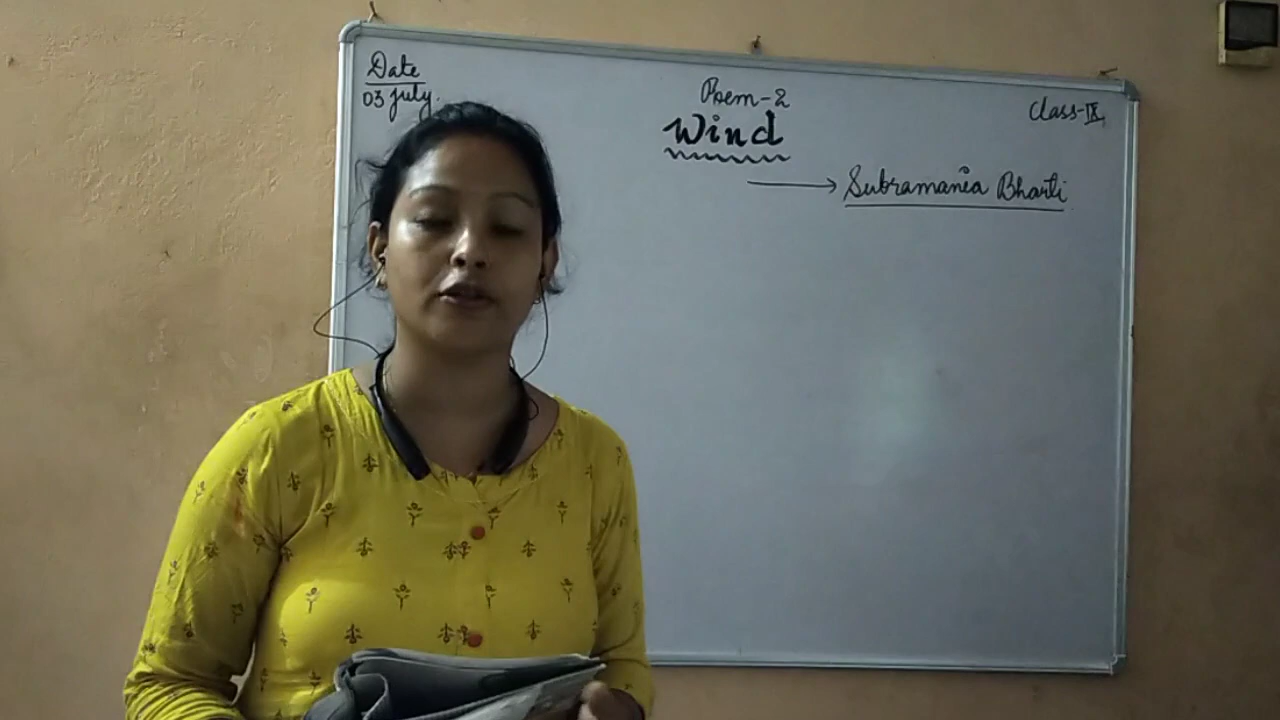 Date
03 July.
Poem-2
Wind
Class-IX
Subramania Bharti